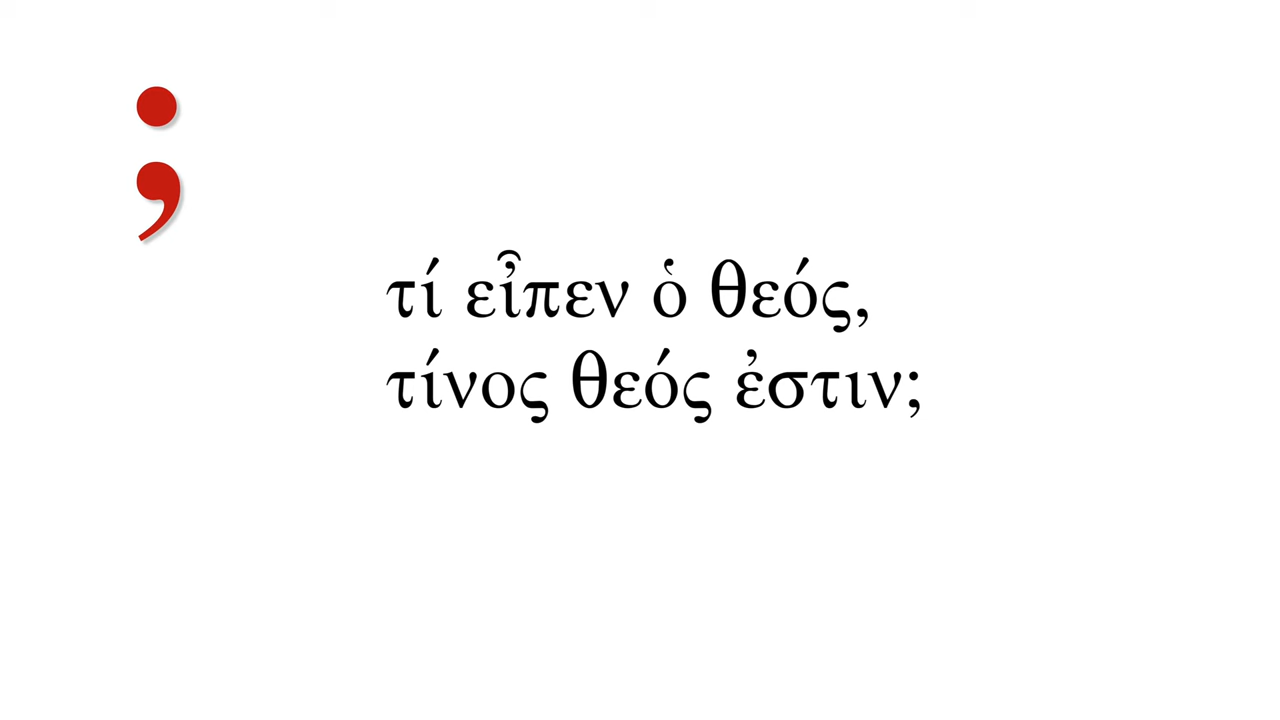 ;
τί εἶπεν ὁ θεός,
τίνος θεός ἐστιν;